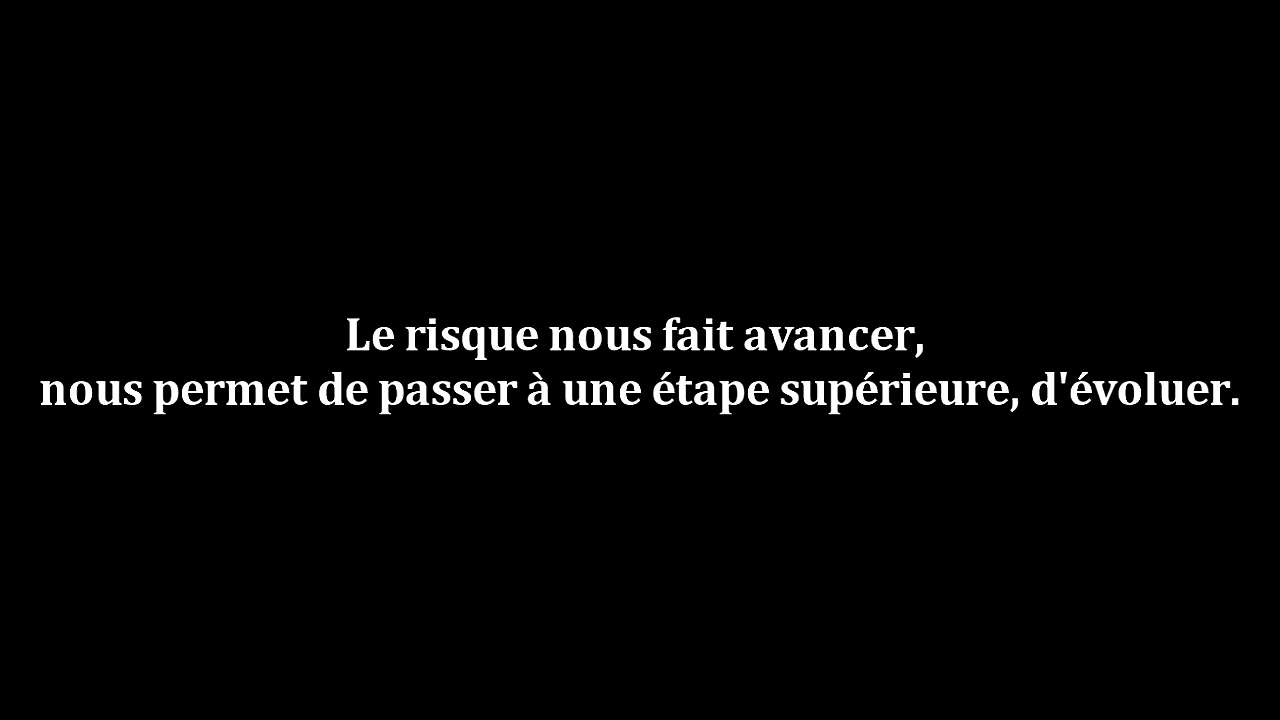 Le risque nous fait avancer,
nous permet de passer à une étape supérieure, d'évoluer.